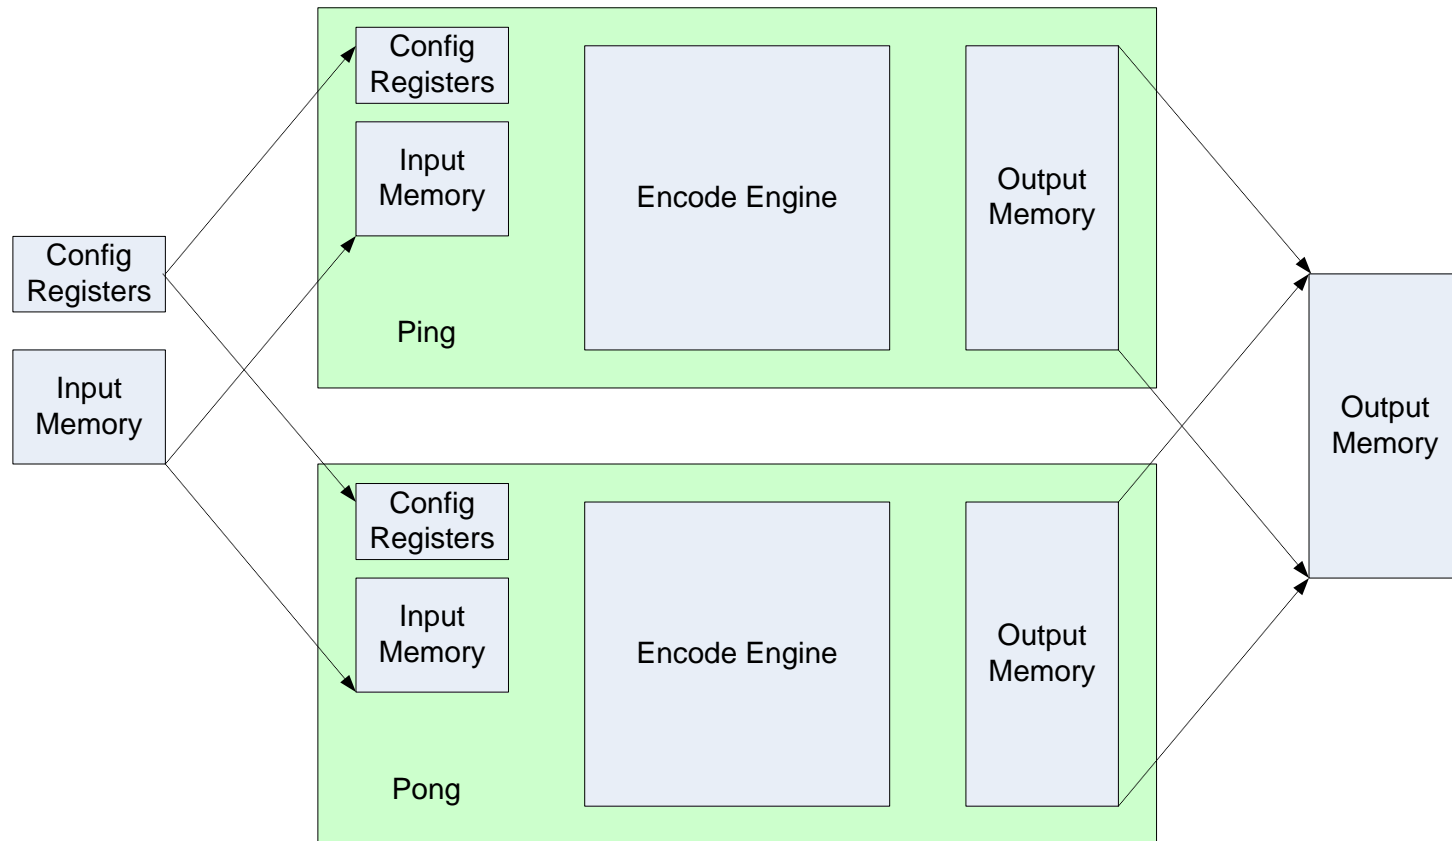 Config
Registers
Input
Memory
Config
Registers
Input
Memory
Ping
Encode Engine
Output
Memory
Config
Registers
Input
Memory
Pong
Encode Engine
Output
Memory
Output
Memory